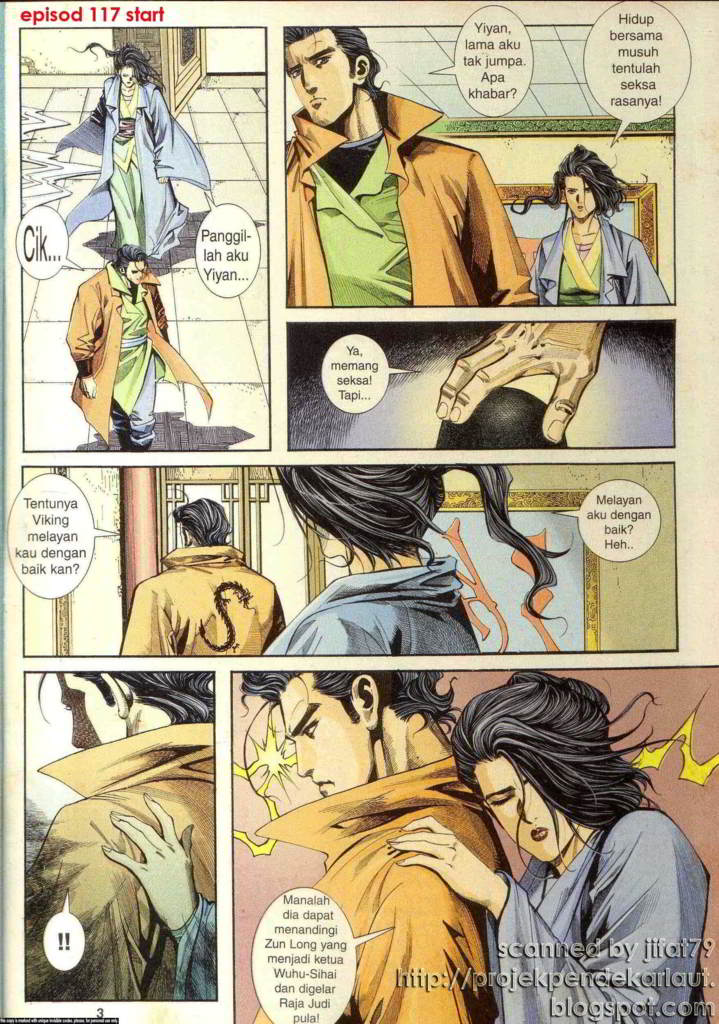 episod 117 start
Cik...
Panggil-
lah aku
Yiyan...
Yiyan,
lama aku
tak jumpa.
Apa
khabar?
Hidup
bersama
musuh
tentulah
seksa
rasanya!
Ya,
memang
seksa!
Tapi...
Tentunya
Viking
melayan
kau dengan
baik kan?
Melayan
aku dengan
baik?
Heh..
!!
Manalah
dia dapat
menandingi
Zun Long yang
menjadi ketua
Wuhu-Sihai
dan digelar
Raja Judi
pula!
scanned by jifat79
http://projekpendekarlaut.
blogspot.com
3